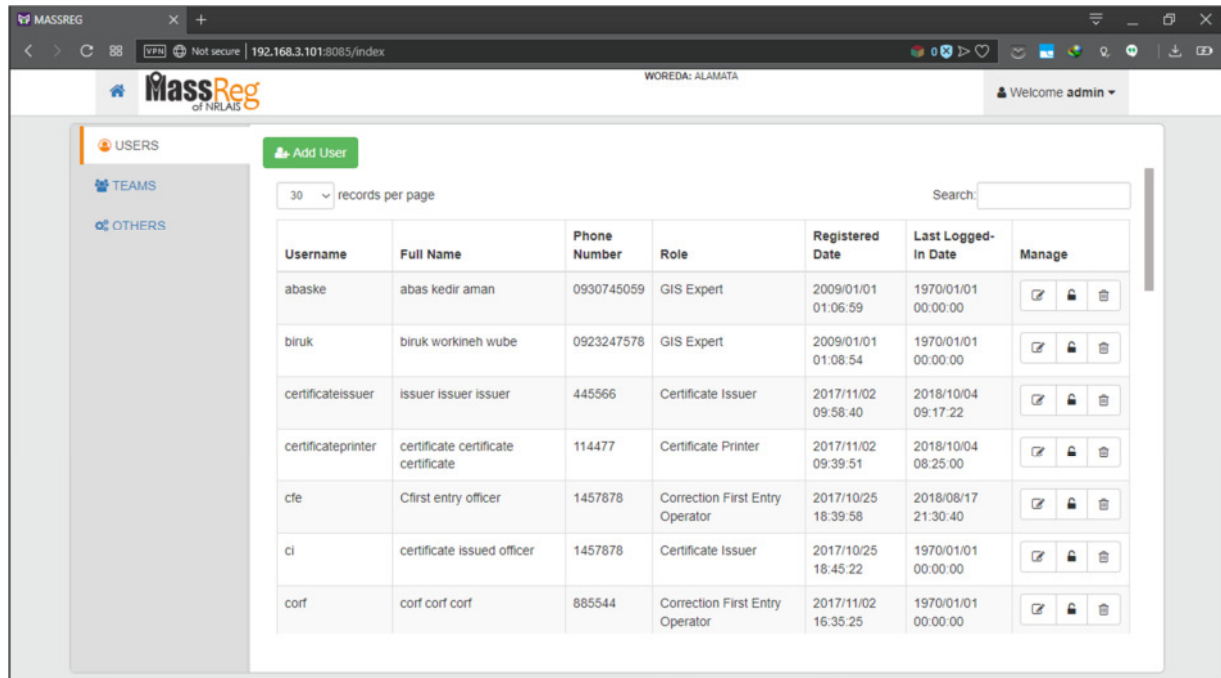 MASSREG
VPN Not secure 192.168.3.101:8085/index
0
MassReg
of NRLAIS
WOREDA: ALAMATA
Welcome admin
USERS
TEAMS
OTHERS
Add User
30 records per page
Search:
Username Full Name Phone Number Role Registered Date Last Logged-In Date Manage
abaske abas kedir aman 0930745059 GIS Expert 2009/01/01 01:06:59 1970/01/01 00:00:00
biruk biruk workineh wube 0923247578 GIS Expert 2009/01/01 01:08:54 1970/01/01 00:00:00
certificateissuer issuer issuer issuer 445566 Certificate Issuer 2017/11/02 09:58:40 2018/10/04 09:17:22
certificateprinter certificate certificate certificate 114477 Certificate Printer 2017/11/02 09:39:51 2018/10/04 08:25:00
cfe Cfirst entry officer 1457878 Correction First Entry Operator 2017/10/25 18:39:58 2018/08/17 21:30:40
ci certificate issued officer 1457878 Certificate Issuer 2017/10/25 18:45:22 1970/01/01 00:00:00
corf corf corf corf 885544 Correction First Entry Operator 2017/11/02 16:35:25 1970/01/01 00:00:00